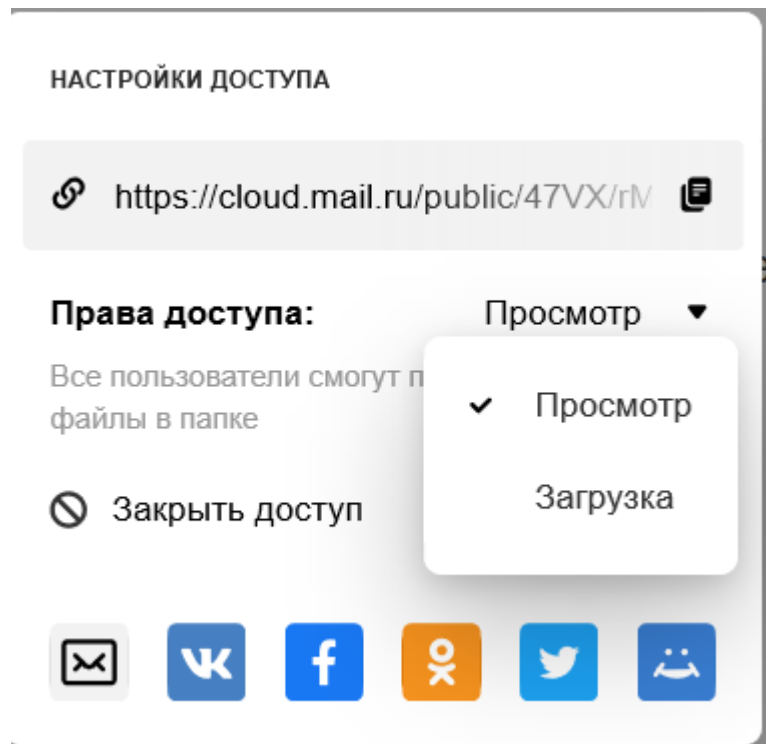 НАСТРОЙКИ ДОСТУПА
https://cloud.mail.ru/public/47VX/rM
Права доступа: Просмотр
Все пользователи смогут п
файлы в папке
Просмотр
Загрузка
Закрыть доступ